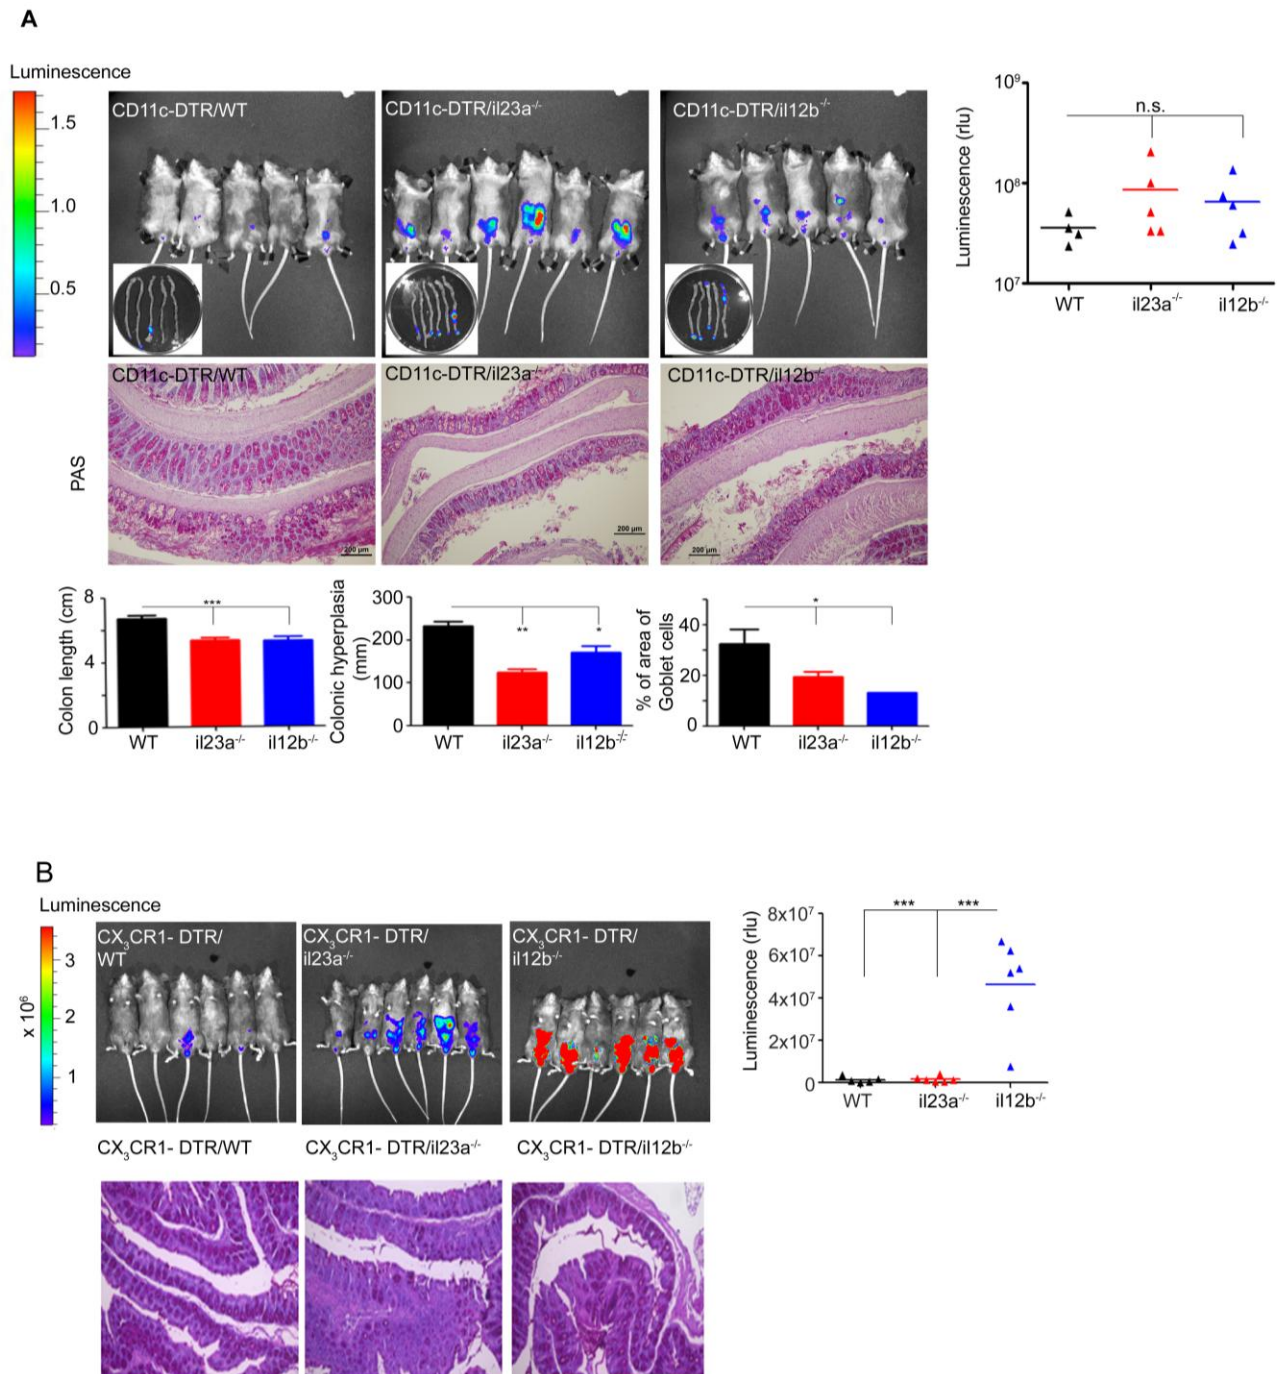 A
Luminescence
1.5
1.0
0.5
CD11c-DTR/WT
CD11c-DTR/il23a-/-
CD11c-DTR/il12b-/-
10⁹
10⁸
10⁷
Luminescence (rlu)
n.s.
WT
il23a-/-
il12b-/-
PAS
CD11c-DTR/WT
CD11c-DTR/il23a-/-
CD11c-DTR/il12b-/-
200 µm
200 µm
200 µm
Colon length (cm)
8
4
0
***
WT
il23a-/-
il12b-/-
Colonic hyperplasia
(mm)
300
200
100
0
**
*
WT
il23a-/-
il12b-/-
% of area of
Goblet cells
40
20
0
*
WT
il23a-/-
il12b-/-
B
Luminescence
x 10⁶
3
2
1
CX₃CR1- DTR/
WT
CX₃CR1- DTR/
il23a-/-
CX₃CR1- DTR/
il12b-/-
Luminescence (rlu)
8x10⁷
6x10⁷
4x10⁷
2x10⁷
0
***
***
WT
il23a-/-
il12b-/-
CX₃CR1- DTR/WT
CX₃CR1- DTR/il23a-/-
CX₃CR1- DTR/il12b-/-